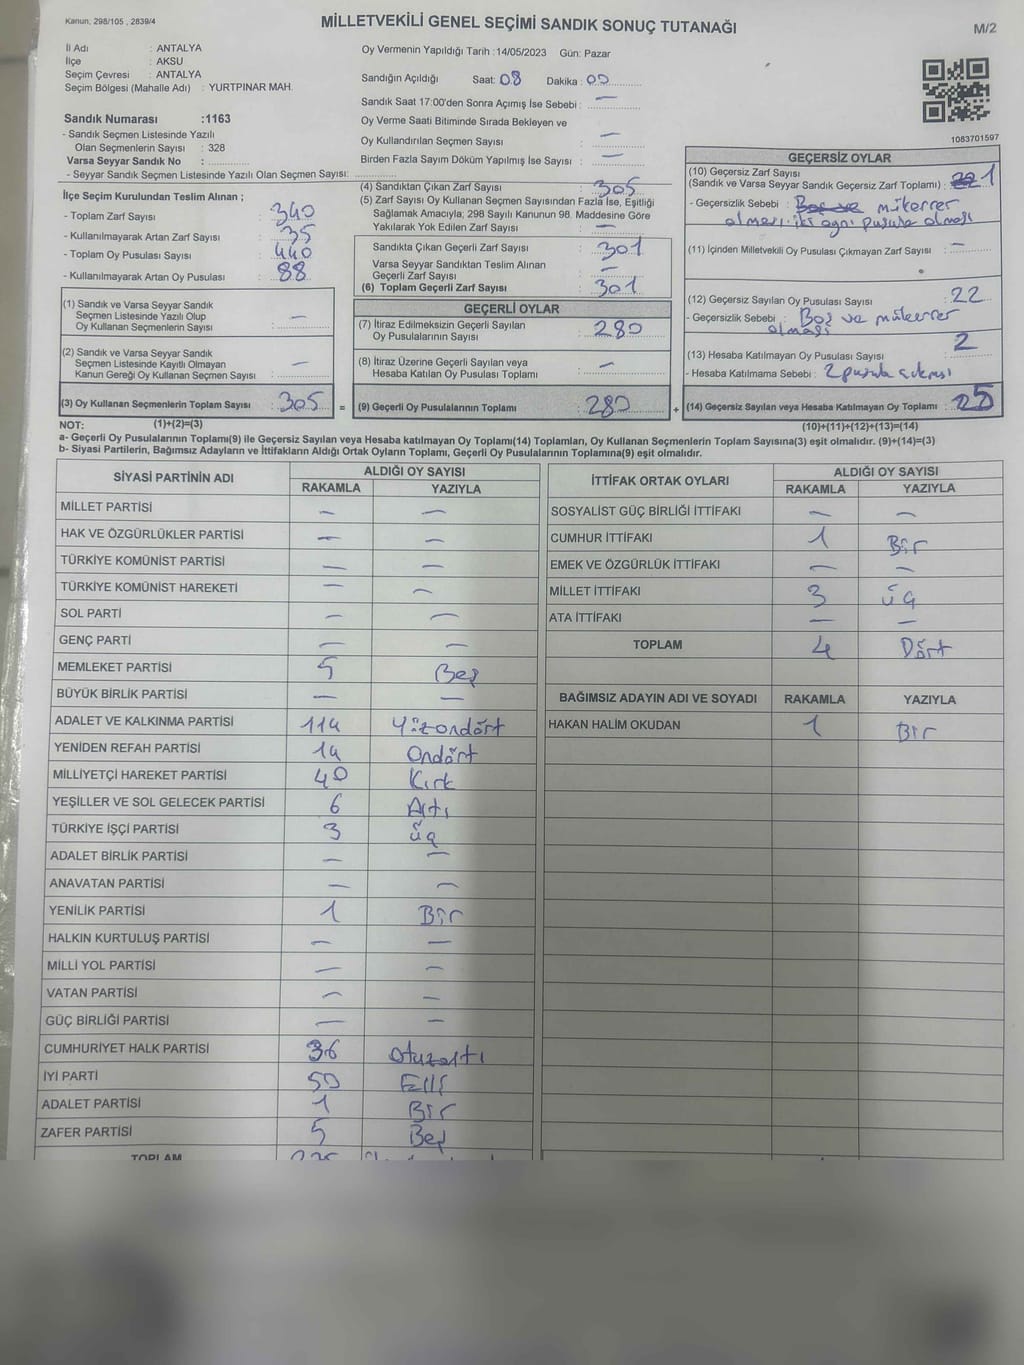 Kanun, 298/105 , 2839/4
MİLLETVEKİLİ GENEL SEÇİMİ SANDIK SONUÇ TUTANAĞI
M/2
İl Adı : ANTALYA
İlçe : AKSU
Seçim Çevresi : ANTALYA
Seçim Bölgesi (Mahalle Adı) : YURTPINAR MAH.
Sandık Numarası :1163
- Sandık Seçmen Listesinde Yazılı
Olan Seçmenlerin Sayısı : 328
Varsa Seyyar Sandık No :
- Seyyar Sandık Seçmen Listesinde Yazılı Olan Seçmen Sayısı:
Oy Vermenin Yapıldığı Tarih :14/05/2023 Gün: Pazar
Sandığın Açıldığı Saat: 08 Dakika : 00
Sandık Saat 17:00'den Sonra Açımış İse Sebebi : —
Oy Verme Saati Bitiminde Sırada Bekleyen ve
Oy Kullandırılan Seçmen Sayısı : —
Birden Fazla Sayım Döküm Yapılmış İse Sayısı : —
1083701597
İlçe Seçim Kurulundan Teslim Alınan ;
- Toplam Zarf Sayısı : 340
- Kullanılmayarak Artan Zarf Sayısı : 35
- Toplam Oy Pusulası Sayısı : 440
- Kullanılmayarak Artan Oy Pusulası : 88
(1) Sandık ve Varsa Seyyar Sandık
Seçmen Listesinde Yazılı Olup
Oy Kullanan Seçmenlerin Sayısı : —
(2) Sandık ve Varsa Seyyar Sandık
Seçmen Listesinde Kayıtlı Olmayan
Kanun Gereği Oy Kullanan Seçmen Sayısı : —
(3) Oy Kullanan Seçmenlerin Toplam Sayısı : 305 =
(1)+(2)=(3)
(4) Sandıktan Çıkan Zarf Sayısı : 305
(5) Zarf Sayısı Oy Kullanan Seçmen Sayısından Fazla İse, Eşitliği
Sağlamak Amacıyla; 298 Sayılı Kanunun 98. Maddesine Göre
Yakılarak Yok Edilen Zarf Sayısı : —
Sandıkta Çıkan Geçerli Zarf Sayısı : 301
Varsa Seyyar Sandıktan Teslim Alınan
Geçerli Zarf Sayısı : —
(6) Toplam Geçerli Zarf Sayısı : 301
GEÇERLİ OYLAR
(7) İtiraz Edilmeksizin Geçerli Sayılan
Oy Pusulalarının Sayısı : 280
(8) İtiraz Üzerine Geçerli Sayılan veya
Hesaba Katılan Oy Pusulası Toplamı : —
(9) Geçerli Oy Pusulalarının Toplamı : 280 +
GEÇERSİZ OYLAR
(10) Geçersiz Zarf Sayısı
(Sandık ve Varsa Seyyar Sandık Geçersiz Zarf Toplamı) : 1
- Geçersizlik Sebebi : Boş ve mükerrer
olması iki ayrı pusula olması
(11) İçinden Milletvekili Oy Pusulası Çıkmayan Zarf Sayısı : —
(12) Geçersiz Sayılan Oy Pusulası Sayısı : 22
- Geçersizlik Sebebi : Boş ve mükerrer
olması
(13) Hesaba Katılmayan Oy Pusulası Sayısı : 2
- Hesaba Katılmama Sebebi : 2 pusula çıkması
(14) Geçersiz Sayılan veya Hesaba Katılmayan Oy Toplamı : 25
(10)+(11)+(12)+(13)=(14)
NOT:
a- Geçerli Oy Pusulalarının Toplamı(9) ile Geçersiz Sayılan veya Hesaba katılmayan Oy Toplamı(14) Toplamları, Oy Kullanan Seçmenlerin Toplam Sayısına(3) eşit olmalıdır. (9)+(14)=(3)
b- Siyasi Partilerin, Bağımsız Adayların ve İttifakların Aldığı Ortak Oyların Toplamı, Geçerli Oy Pusulalarının Toplamına(9) eşit olmalıdır.
SİYASİ PARTİNİN ADI ALDIĞI OY SAYISI
RAKAMLA YAZIYLA
MİLLET PARTİSİ — —
HAK VE ÖZGÜRLÜKLER PARTİSİ — —
TÜRKİYE KOMÜNİST PARTİSİ — —
TÜRKİYE KOMÜNİST HAREKETİ — —
SOL PARTİ — —
GENÇ PARTİ — —
MEMLEKET PARTİSİ 5 Beş
BÜYÜK BİRLİK PARTİSİ — —
ADALET VE KALKINMA PARTİSİ 114 Yüzondört
YENİDEN REFAH PARTİSİ 14 Ondört
MİLLİYETÇİ HAREKET PARTİSİ 40 Kırk
YEŞİLLER VE SOL GELECEK PARTİSİ 6 Altı
TÜRKİYE İŞÇİ PARTİSİ 3 üç
ADALET BİRLİK PARTİSİ — —
ANAVATAN PARTİSİ — —
YENİLİK PARTİSİ 1 Bir
HALKIN KURTULUŞ PARTİSİ — —
MİLLİ YOL PARTİSİ — —
VATAN PARTİSİ — —
GÜÇ BİRLİĞİ PARTİSİ — —
CUMHURİYET HALK PARTİSİ 36 otuzaltı
İYİ PARTİ 50 Elli
ADALET PARTİSİ 1 Bir
ZAFER PARTİSİ 5 Beş
TOPLAM
İTTİFAK ORTAK OYLARI ALDIĞI OY SAYISI
RAKAMLA YAZIYLA
SOSYALİST GÜÇ BİRLİĞİ İTTİFAKI — —
CUMHUR İTTİFAKI 1 Bir
EMEK VE ÖZGÜRLÜK İTTİFAKI — —
MİLLET İTTİFAKI 3 üç
ATA İTTİFAKI — —
TOPLAM 4 Dört
BAĞIMSIZ ADAYIN ADI VE SOYADI RAKAMLA YAZIYLA
HAKAN HALİM OKUDAN 1 Bir